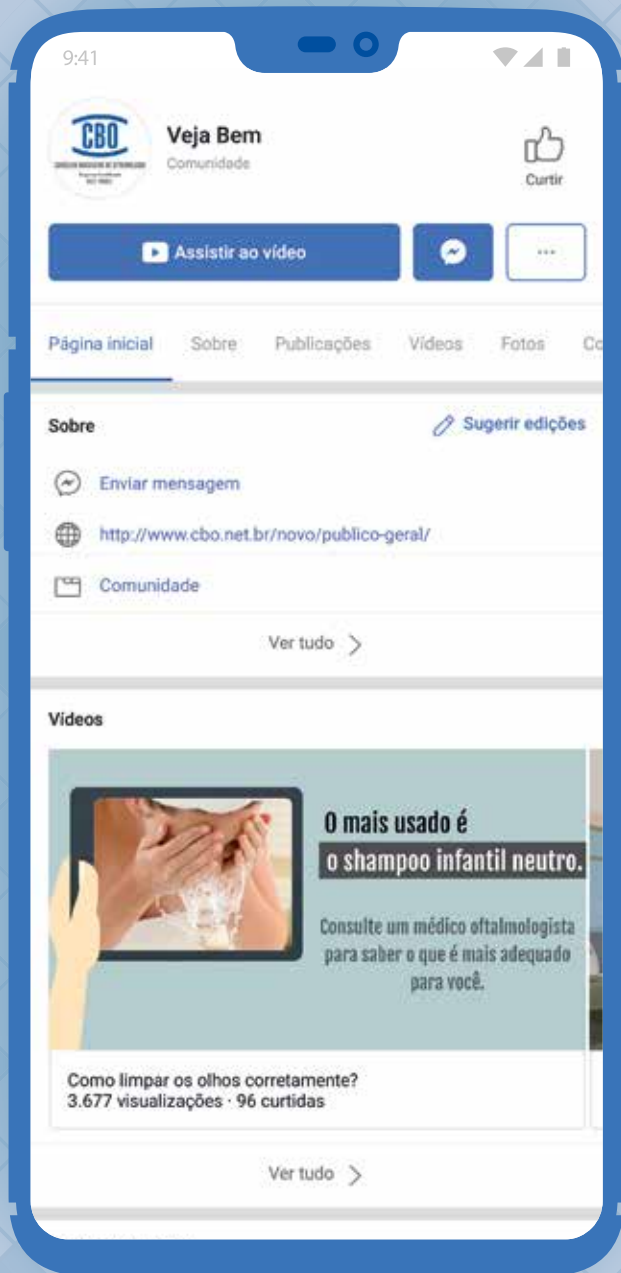 9:41
CBO
Veja Bem
Comunidade
Curtir
Assistir ao vídeo
Página inicial Sobre Publicações Vídeos Fotos Co
Sobre Sugerir edições
Enviar mensagem
http://www.cbo.net.br/novo/publico-geral/
Comunidade
Ver tudo
Vídeos
O mais usado é
o shampoo infantil neutro.
Consulte um médico oftalmologista
para saber o que é mais adequado
para você.
Como limpar os olhos corretamente?
3.677 visualizações · 96 curtidas
Ver tudo